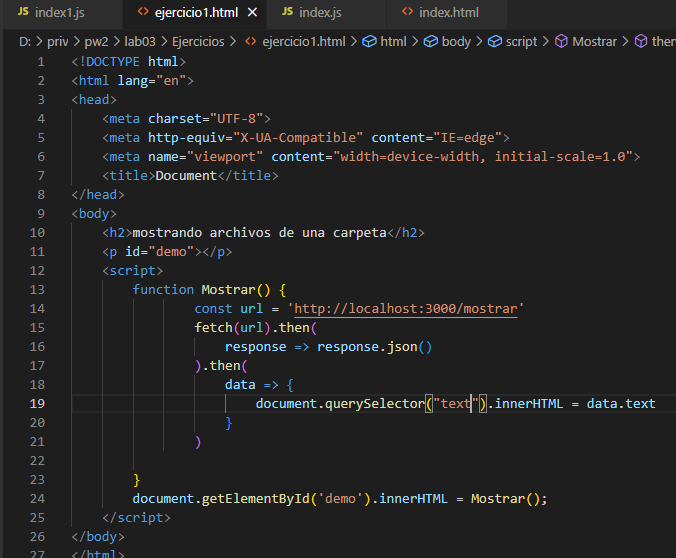 index1.js ejercicio1.html index.js index.html
D: > priv > pw2 > lab03 > Ejercicios > ejercicio1.html > html > body > script > Mostrar > then
1 <!DOCTYPE html>
2 <html lang="en">
3 <head>
4 <meta charset="UTF-8">
5 <meta http-equiv="X-UA-Compatible" content="IE=edge">
6 <meta name="viewport" content="width=device-width, initial-scale=1.0">
7 <title>Document</title>
8 </head>
9 <body>
10 <h2>mostrando archivos de una carpeta</h2>
11 <p id="demo"></p>
12 <script>
13 function Mostrar() {
14 const url = 'http://localhost:3000/mostrar'
15 fetch(url).then(
16 response => response.json()
17 ).then(
18 data => {
19 document.querySelector("text").innerHTML = data.text
20 }
21 )
22
23 }
24 document.getElementById('demo').innerHTML = Mostrar();
25 </script>
26 </body>
27 </html>